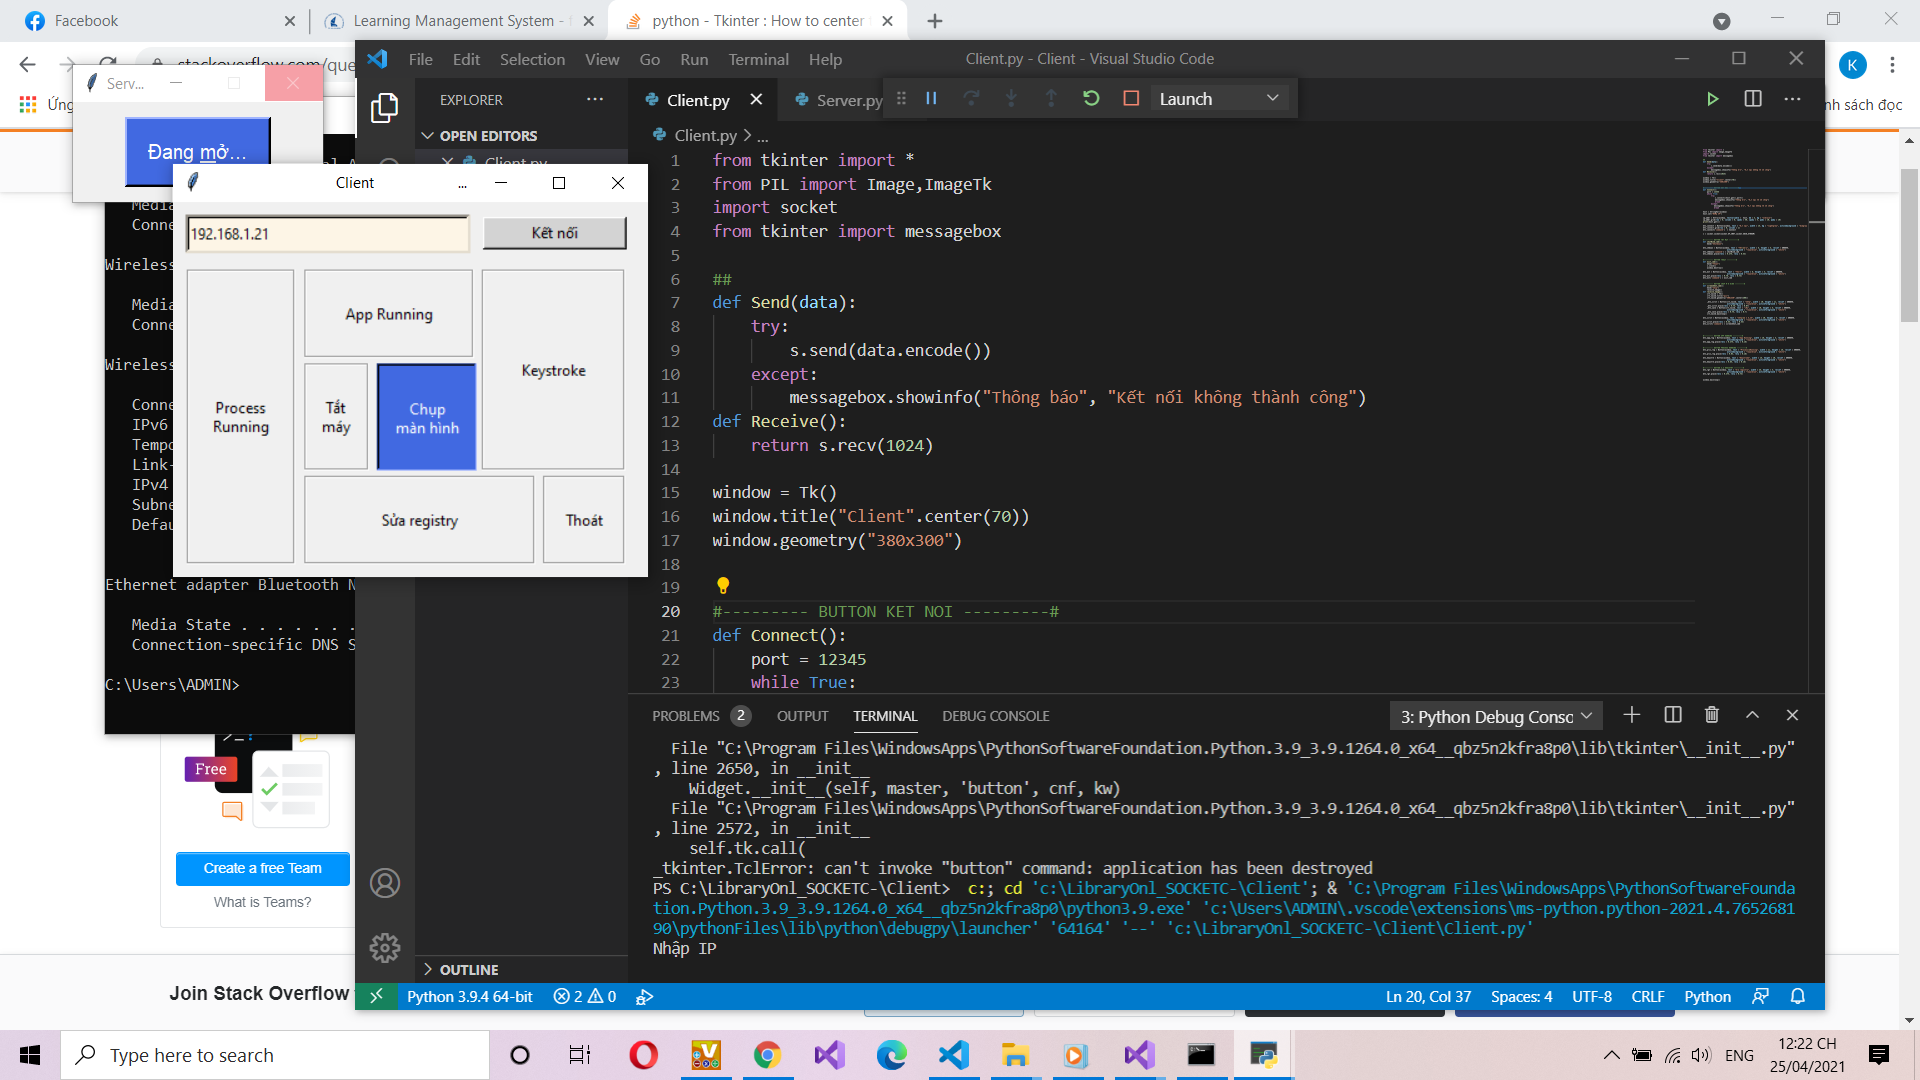 Facebook
Learning Management System -
python - Tkinter : How to center
stackoverflow.com/que
Ứng
nh sách đọc
K
Serv...
Đang mở...
Client ...
192.168.1.21
Kết nối
App Running
Keystroke
Process
Running
Tắt
máy
Chụp
màn hình
Sửa registry
Thoát
Media
Conne
Wireless
Media
Conne
Wireless
Conne
IPv6
Tempo
Link-
IPv4
Subne
Defau
Ethernet adapter Bluetooth N
Media State . . . . . . .
Connection-specific DNS S
C:\Users\ADMIN>
Free
Create a free Team
What is Teams?
Join Stack Overflow
File Edit Selection View Go Run Terminal Help
Client.py - Client - Visual Studio Code
EXPLORER
OPEN EDITORS
Client.py
OUTLINE
Client.py
Server.py
Launch
Client.py > ...
1 from tkinter import *
2 from PIL import Image,ImageTk
3 import socket
4 from tkinter import messagebox
5
6 ##
7 def Send(data):
8 try:
9 s.send(data.encode())
10 except:
11 messagebox.showinfo("Thông báo", "Kết nối không thành công")
12 def Receive():
13 return s.recv(1024)
14
15 window = Tk()
16 window.title("Client".center(70))
17 window.geometry("380x300")
18
19
20 #--------- BUTTON KET NOI ---------#
21 def Connect():
22 port = 12345
23 while True:
PROBLEMS 2 OUTPUT TERMINAL DEBUG CONSOLE
3: Python Debug Consc
File "C:\Program Files\WindowsApps\PythonSoftwareFoundation.Python.3.9_3.9.1264.0_x64__qbz5n2kfra8p0\lib\tkinter\__init__.py"
, line 2650, in __init__
Widget.__init__(self, master, 'button', cnf, kw)
File "C:\Program Files\WindowsApps\PythonSoftwareFoundation.Python.3.9_3.9.1264.0_x64__qbz5n2kfra8p0\lib\tkinter\__init__.py"
, line 2572, in __init__
self.tk.call(
_tkinter.TclError: can't invoke "button" command: application has been destroyed
PS C:\LibraryOnl_SOCKETC-\Client> c:; cd 'c:\LibraryOnl_SOCKETC-\Client'; & 'C:\Program Files\WindowsApps\PythonSoftwareFounda
tion.Python.3.9_3.9.1264.0_x64__qbz5n2kfra8p0\python3.9.exe' 'c:\Users\ADMIN\.vscode\extensions\ms-python.python-2021.4.7652681
90\pythonFiles\lib\python\debugpy\launcher' '64164' '--' 'c:\LibraryOnl_SOCKETC-\Client\Client.py'
Nhập IP
Python 3.9.4 64-bit 2 0
Ln 20, Col 37 Spaces: 4 UTF-8 CRLF Python
Type here to search
ENG
12:22 CH
25/04/2021